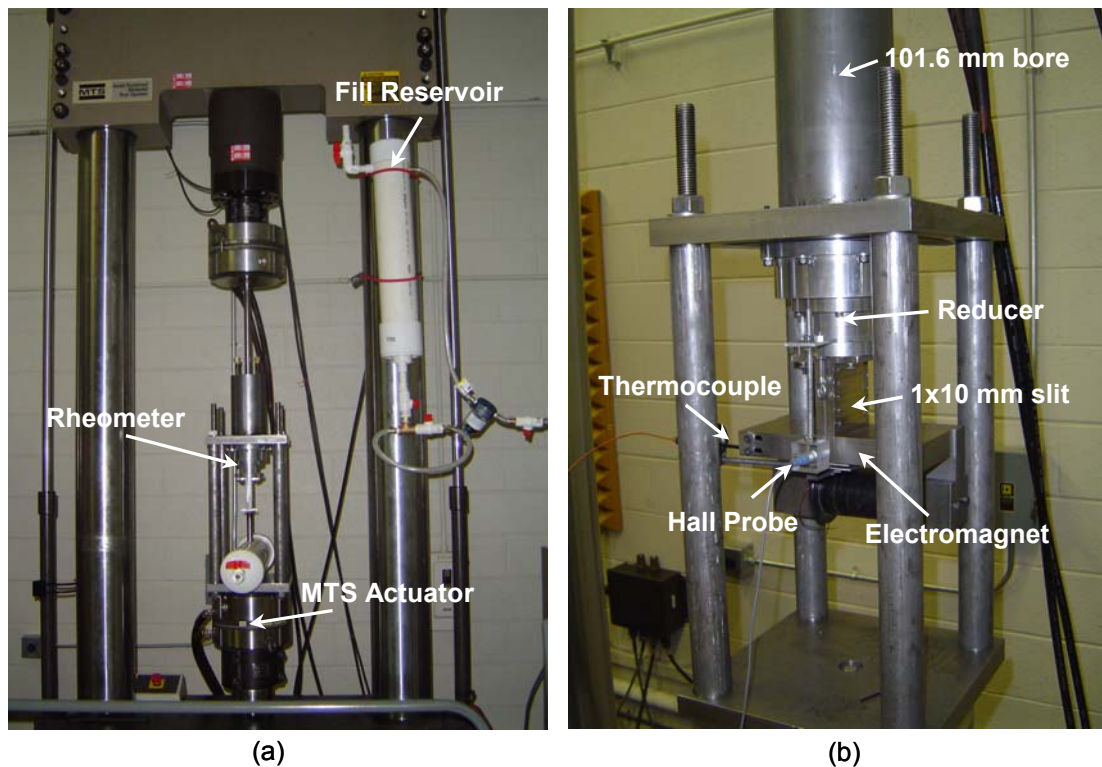 MTS
Fill Reservoir
Rheometer
MTS Actuator
(a)
101.6 mm bore
Reducer
Thermocouple
1x10 mm slit
Hall Probe
Electromagnet
(b)